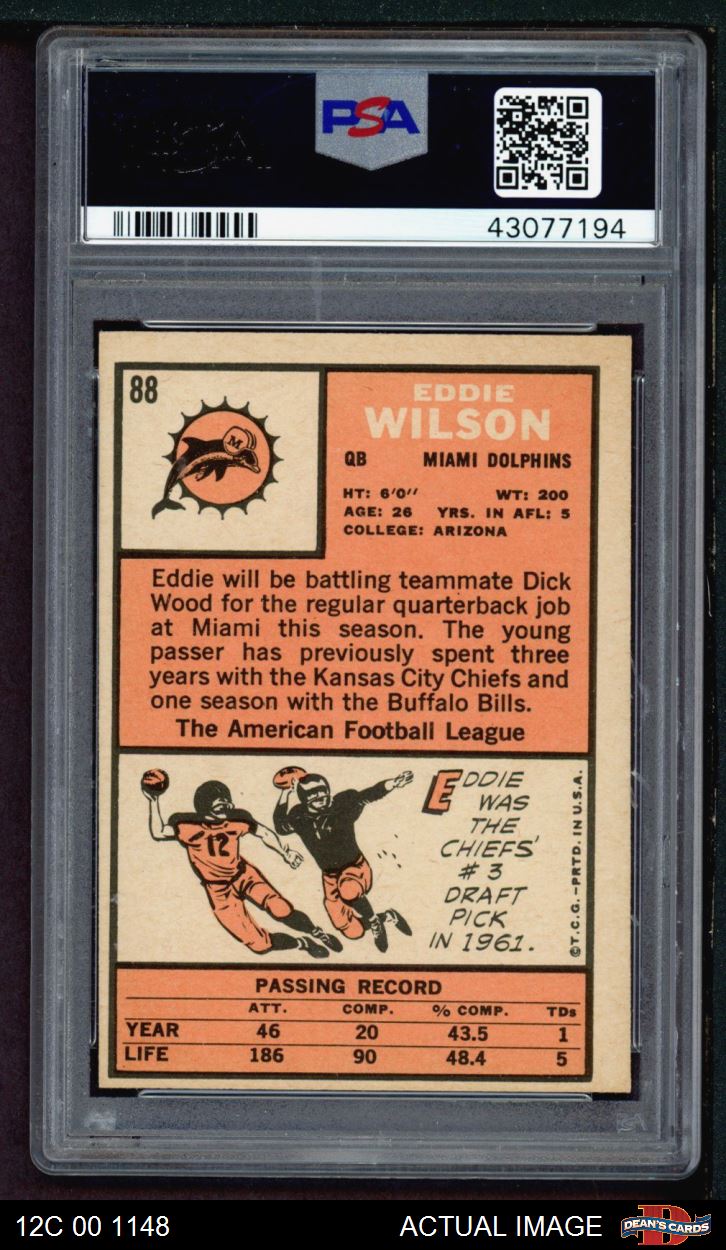 PSA
43077194
88
M
EDDIE
WILSON
QB MIAMI DOLPHINS
HT: 6'0'' WT: 200
AGE: 26 YRS. IN AFL: 5
COLLEGE: ARIZONA
Eddie will be battling teammate Dick
Wood for the regular quarterback job
at Miami this season. The young
passer has previously spent three
years with the Kansas City Chiefs and
one season with the Buffalo Bills.
The American Football League
12
EDDIE
WAS
THE
CHIEFS'
# 3
DRAFT
PICK
IN 1961.
©T.C.G.–PRTD. IN U.S.A.
PASSING RECORD
ATT. COMP. % COMP. TDs
YEAR 46 20 43.5 1
LIFE 186 90 48.4 5
12C 00 1148 ACTUAL IMAGE DEAN'S CARDS